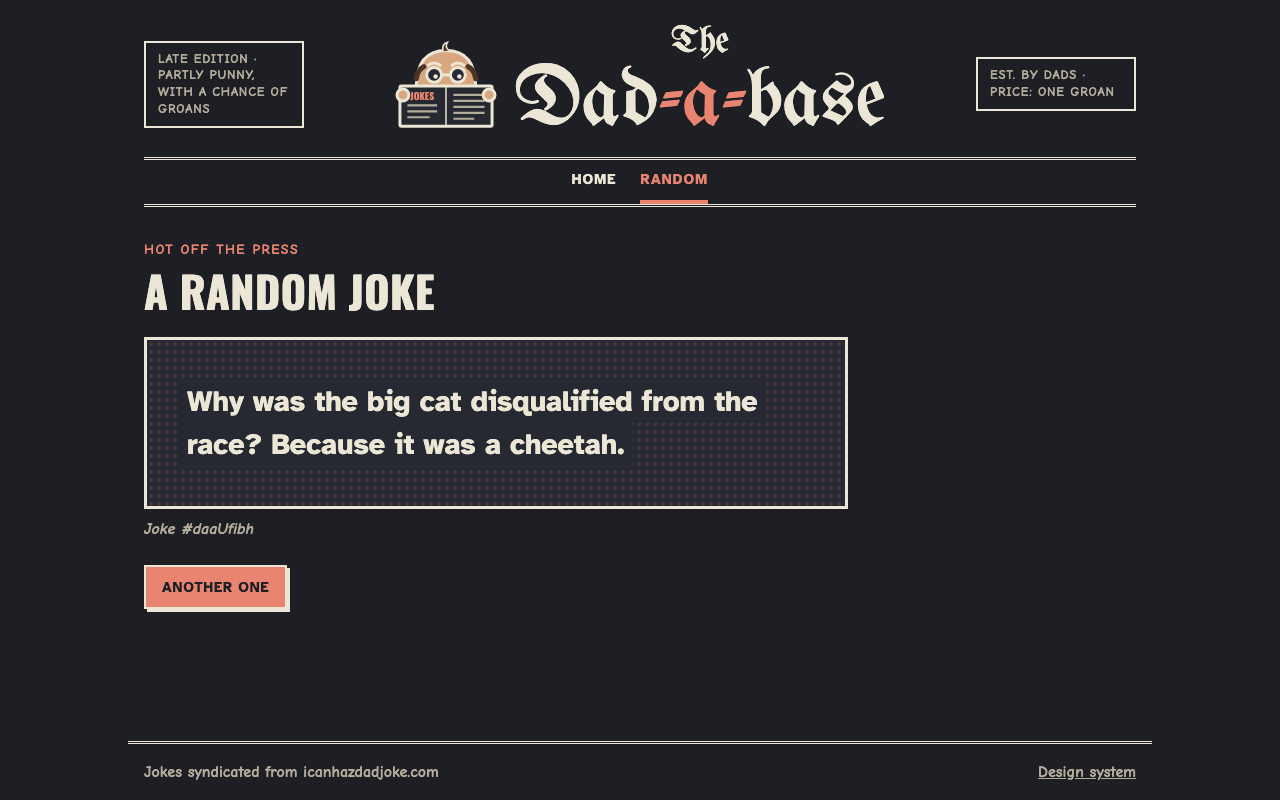 LATE EDITION ·
PARTLY PUNNY,
WITH A CHANCE OF
GROANS
JOKES
The
Dad=a=base
EST. BY DADS ·
PRICE: ONE GROAN
HOME RANDOM
HOT OFF THE PRESS
A RANDOM JOKE
Why was the big cat disqualified from the
race? Because it was a cheetah.
Joke #daaUfibh
ANOTHER ONE
Jokes syndicated from icanhazdadjoke.com
Design system